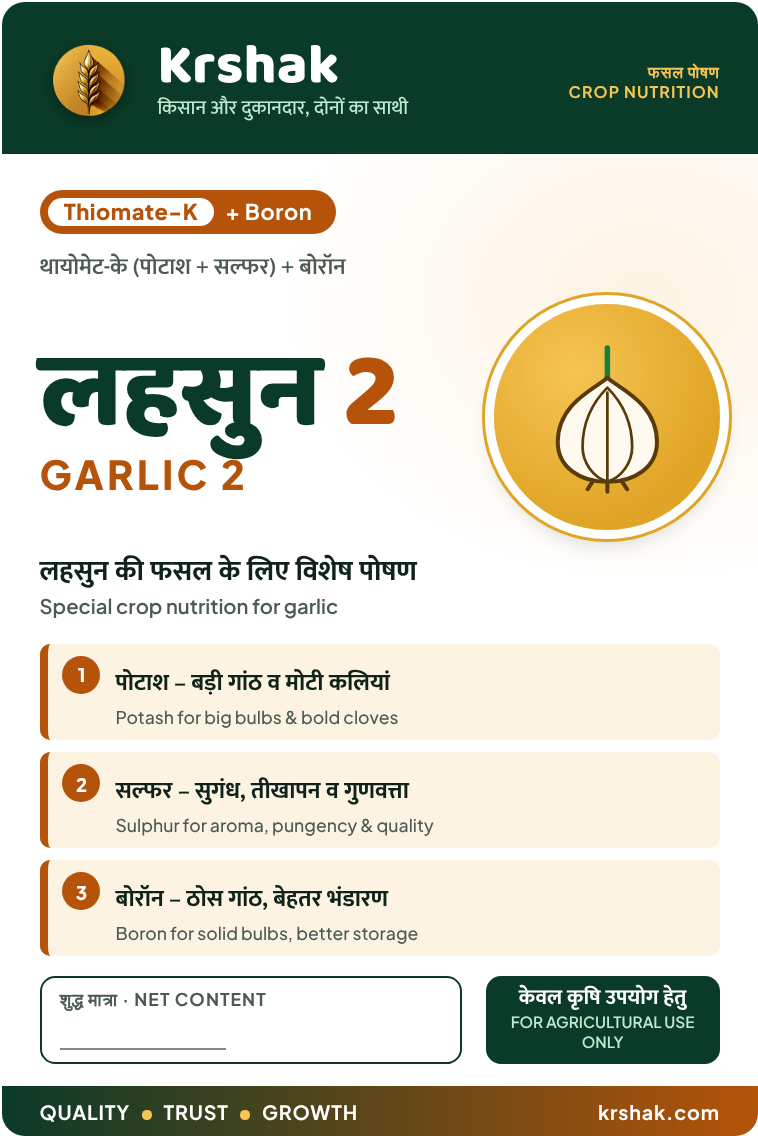 Krshak
किसान और दुकानदार, दोनों का साथी
फसल पोषण
CROP NUTRITION
Thiomate-K + Boron
थायोमेट-के (पोटाश + सल्फर) + बोरॉन
लहसुन 2
GARLIC 2
लहसुन की फसल के लिए विशेष पोषण
Special crop nutrition for garlic
1
पोटाश – बड़ी गांठ व मोटी कलियां
Potash for big bulbs & bold cloves
2
सल्फर – सुगंध, तीखापन व गुणवत्ता
Sulphur for aroma, pungency & quality
3
बोरॉन – ठोस गांठ, बेहतर भंडारण
Boron for solid bulbs, better storage
शुद्ध मात्रा · NET CONTENT
केवल कृषि उपयोग हेतु
FOR AGRICULTURAL USE
ONLY
QUALITY ● TRUST ● GROWTH
krshak.com